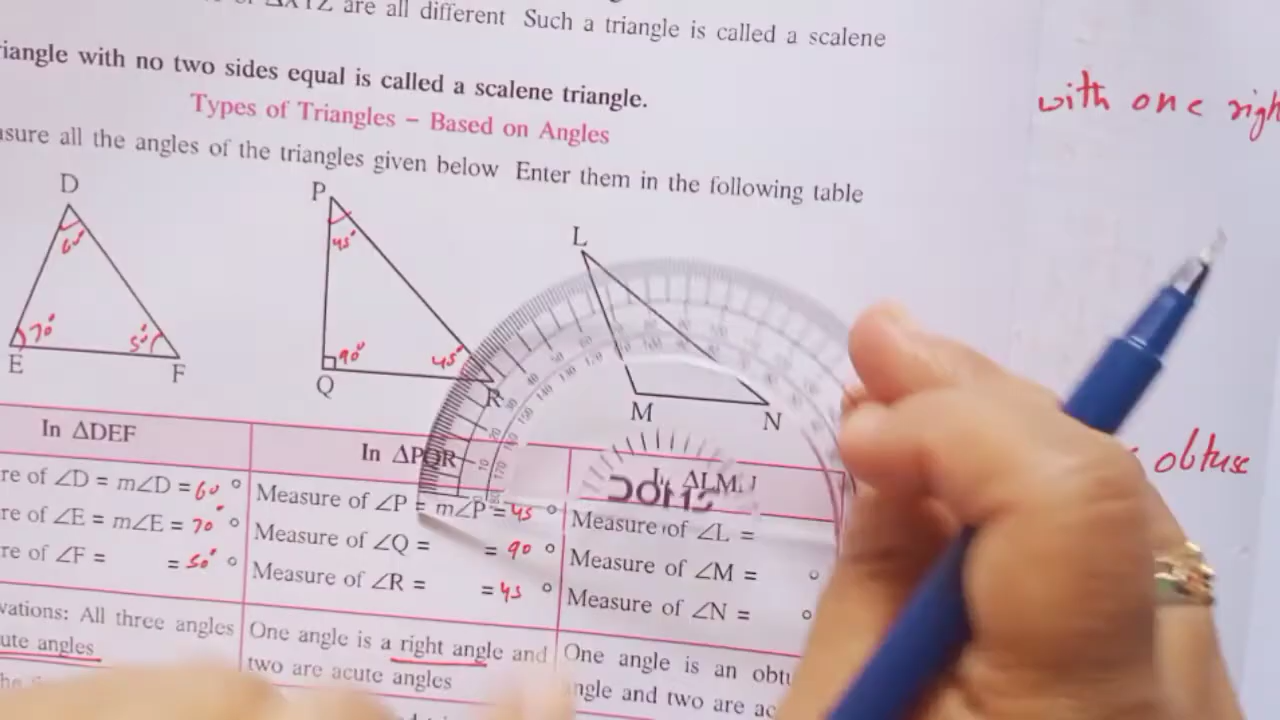 of ΔXYZ are all different Such a triangle is called a scalene
riangle with no two sides equal is called a scalene triangle.
Types of Triangles – Based on Angles
asure all the angles of the triangles given below Enter them in the following table
with one righ
D
60°
E
70°
50°
F
P
45°
90°
45°
Q
R
L
M
N
obtuse
In ΔDEF
In ΔPQR
In ΔLM
re of ∠D = m∠D = 60 °
re of ∠E = m∠E = 70 °
re of ∠F = = 50 °
Measure of ∠P = m∠P = 45 °
Measure of ∠Q = = 90 °
Measure of ∠R = = 45 °
Measure of ∠L =
Measure of ∠M = °
Measure of ∠N = °
vations: All three angles
ute angles
One angle is a right angle and
two are acute angles
One angle is an obtu
ngle and two are ac